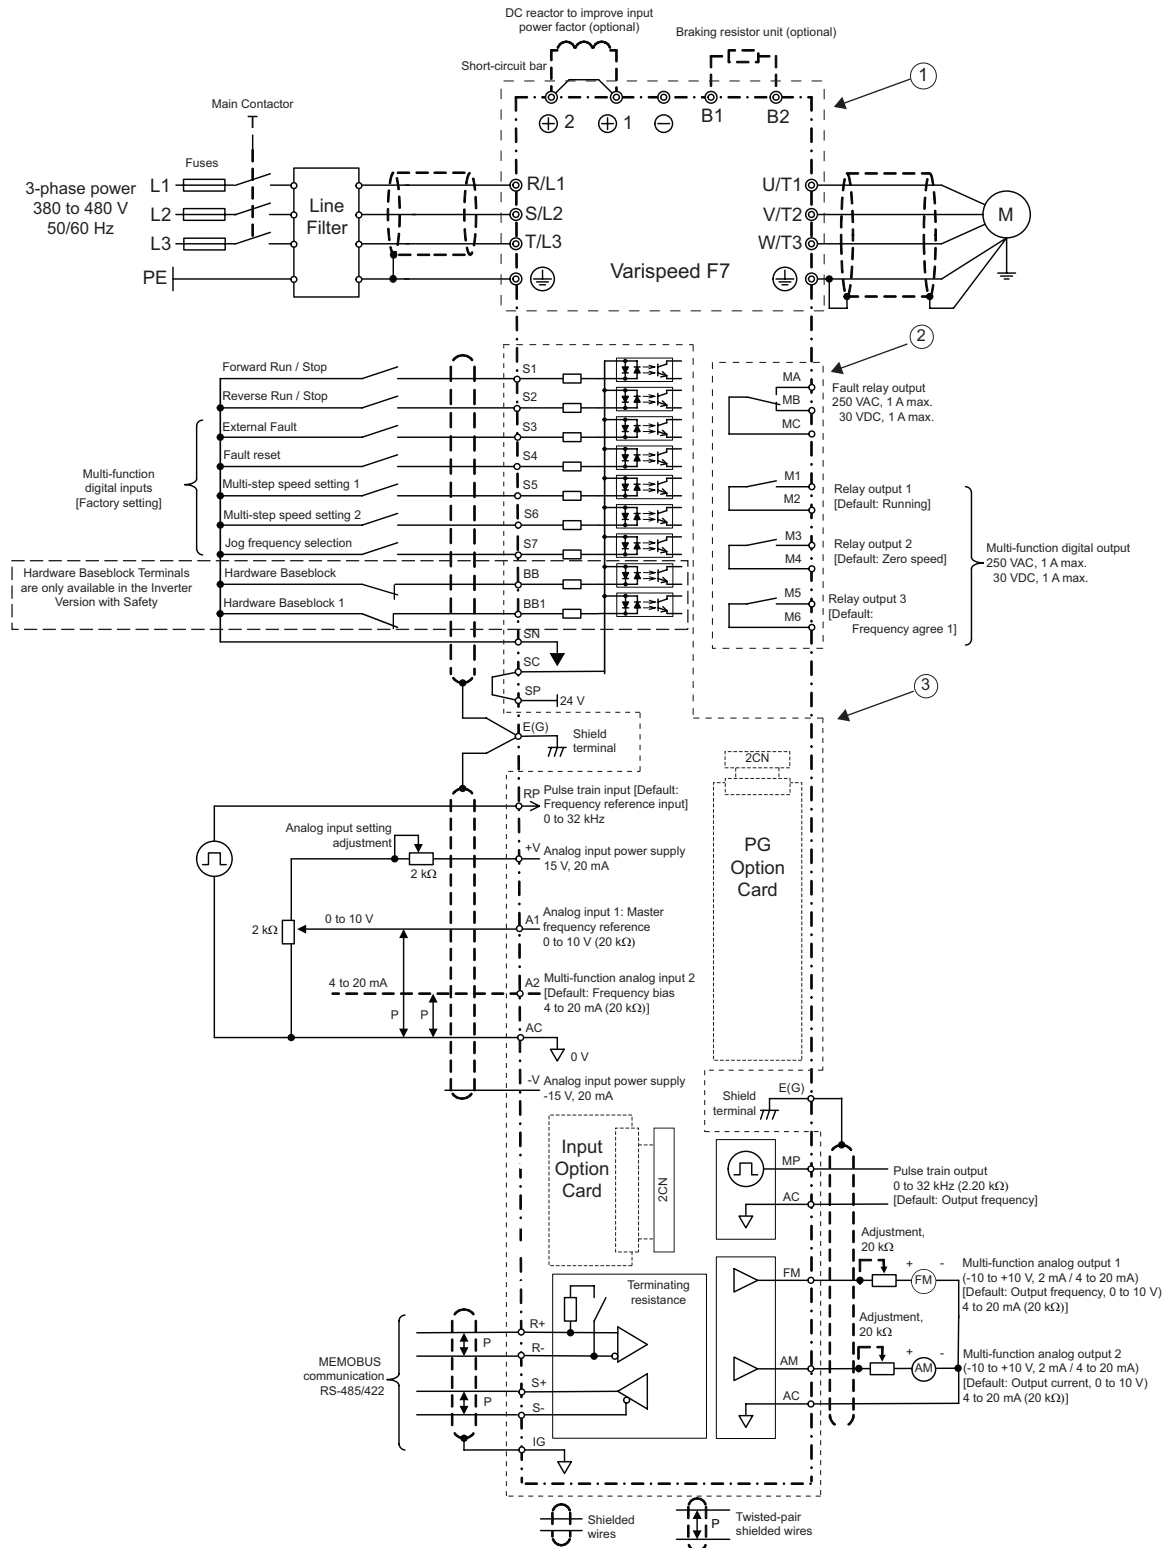 DC reactor to improve input
power factor (optional)
Braking resistor unit (optional)
Short-circuit bar
1
Main Contactor
⊕ 2
⊕ 1
⊖
B1
B2
Fuses
3-phase power
380 to 480 V
50/60 Hz
L1
L2
L3
PE
Line
Filter
R/L1
S/L2
T/L3
U/T1
V/T2
W/T3
Varispeed F7
M
2
Forward Run / Stop
Reverse Run / Stop
External Fault
Fault reset
Multi-step speed setting 1
Multi-step speed setting 2
Jog frequency selection
Hardware Baseblock
Hardware Baseblock 1
Multi-function
digital inputs
[Factory setting]
Hardware Baseblock Terminals
are only available in the Inverter
Version with Safety
S1
S2
S3
S4
S5
S6
S7
BB
BB1
SN
SC
SP
24 V
E(G)
Shield
terminal
MA
MB
MC
Fault relay output
250 VAC, 1 A max.
30 VDC, 1 A max.
M1
M2
Relay output 1
[Default: Running]
M3
M4
Relay output 2
[Default: Zero speed]
M5
M6
Relay output 3
[Default:
Frequency agree 1]
Multi-function digital output
250 VAC, 1 A max.
30 VDC, 1 A max.
3
2CN
PG
Option
Card
RP
Pulse train input [Default:
Frequency reference input]
0 to 32 kHz
Analog input setting
adjustment
2 kΩ
+V
Analog input power supply
15 V, 20 mA
2 kΩ
0 to 10 V
A1
Analog input 1: Master
frequency reference
0 to 10 V (20 kΩ)
4 to 20 mA
A2
Multi-function analog input 2
[Default: Frequency bias
4 to 20 mA (20 kΩ)]
P
P
AC
0 V
-V
Analog input power supply
-15 V, 20 mA
Shield
terminal
E(G)
Input
Option
Card
2CN
MP
AC
Pulse train output
0 to 32 kHz (2.20 kΩ)
[Default: Output frequency]
Adjustment,
20 kΩ
FM
+
-
FM
Multi-function analog output 1
(-10 to +10 V, 2 mA / 4 to 20 mA)
[Default: Output frequency, 0 to 10 V)
4 to 20 mA (20 kΩ)]
Adjustment,
20 kΩ
AM
+
-
AM
AC
Multi-function analog output 2
(-10 to +10 V, 2 mA / 4 to 20 mA)
[Default: Output current, 0 to 10 V)
4 to 20 mA (20 kΩ)]
Terminating
resistance
MEMOBUS
communication
RS-485/422
R+
R-
S+
S-
IG
P
P
Shielded
wires
P
Twisted-pair
shielded wires